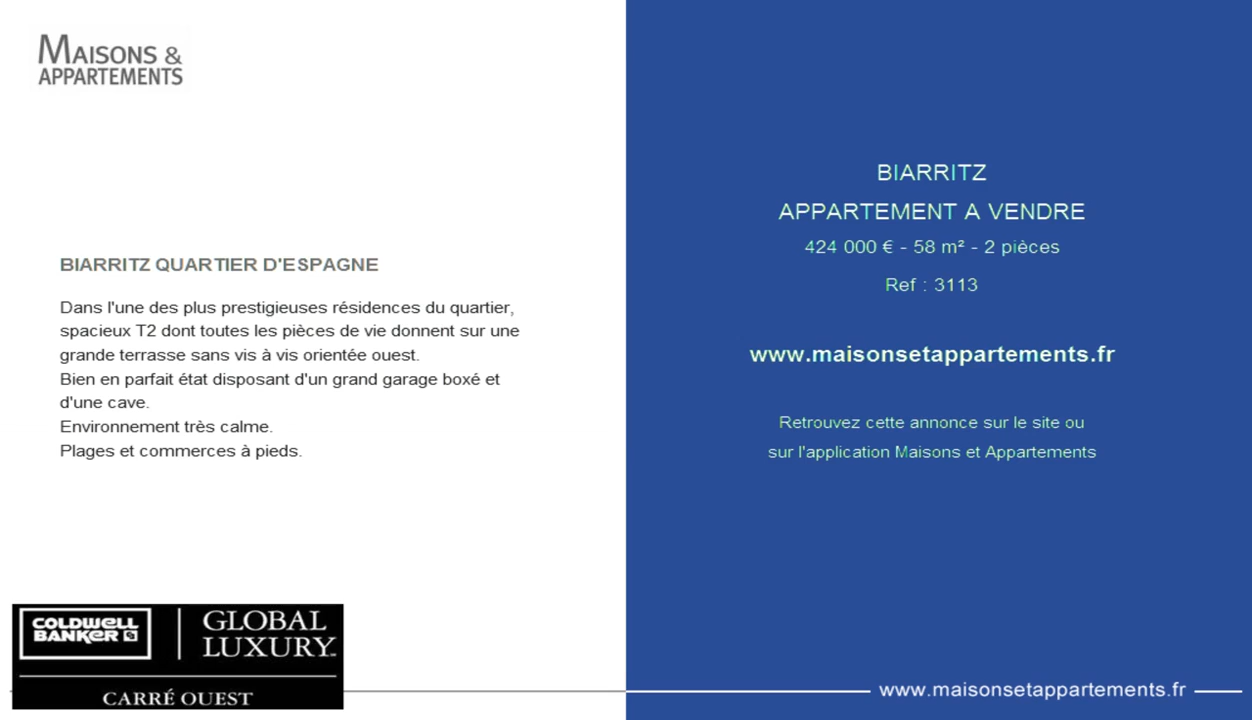 MAISONS &
APPARTEMENTS
BIARRITZ QUARTIER D'ESPAGNE
Dans l'une des plus prestigieuses résidences du quartier,
spacieux T2 dont toutes les pièces de vie donnent sur une
grande terrasse sans vis à vis orientée ouest.
Bien en parfait état disposant d'un grand garage boxé et
d'une cave.
Environnement très calme.
Plages et commerces à pieds.
COLDWELL
BANKER
GLOBAL
LUXURY
CARRÉ OUEST
BIARRITZ
APPARTEMENT A VENDRE
424 000 € - 58 m² - 2 pièces
Ref : 3113
www.maisonsetappartements.fr
Retrouvez cette annonce sur le site ou
sur l'application Maisons et Appartements
www.maisonsetappartements.fr